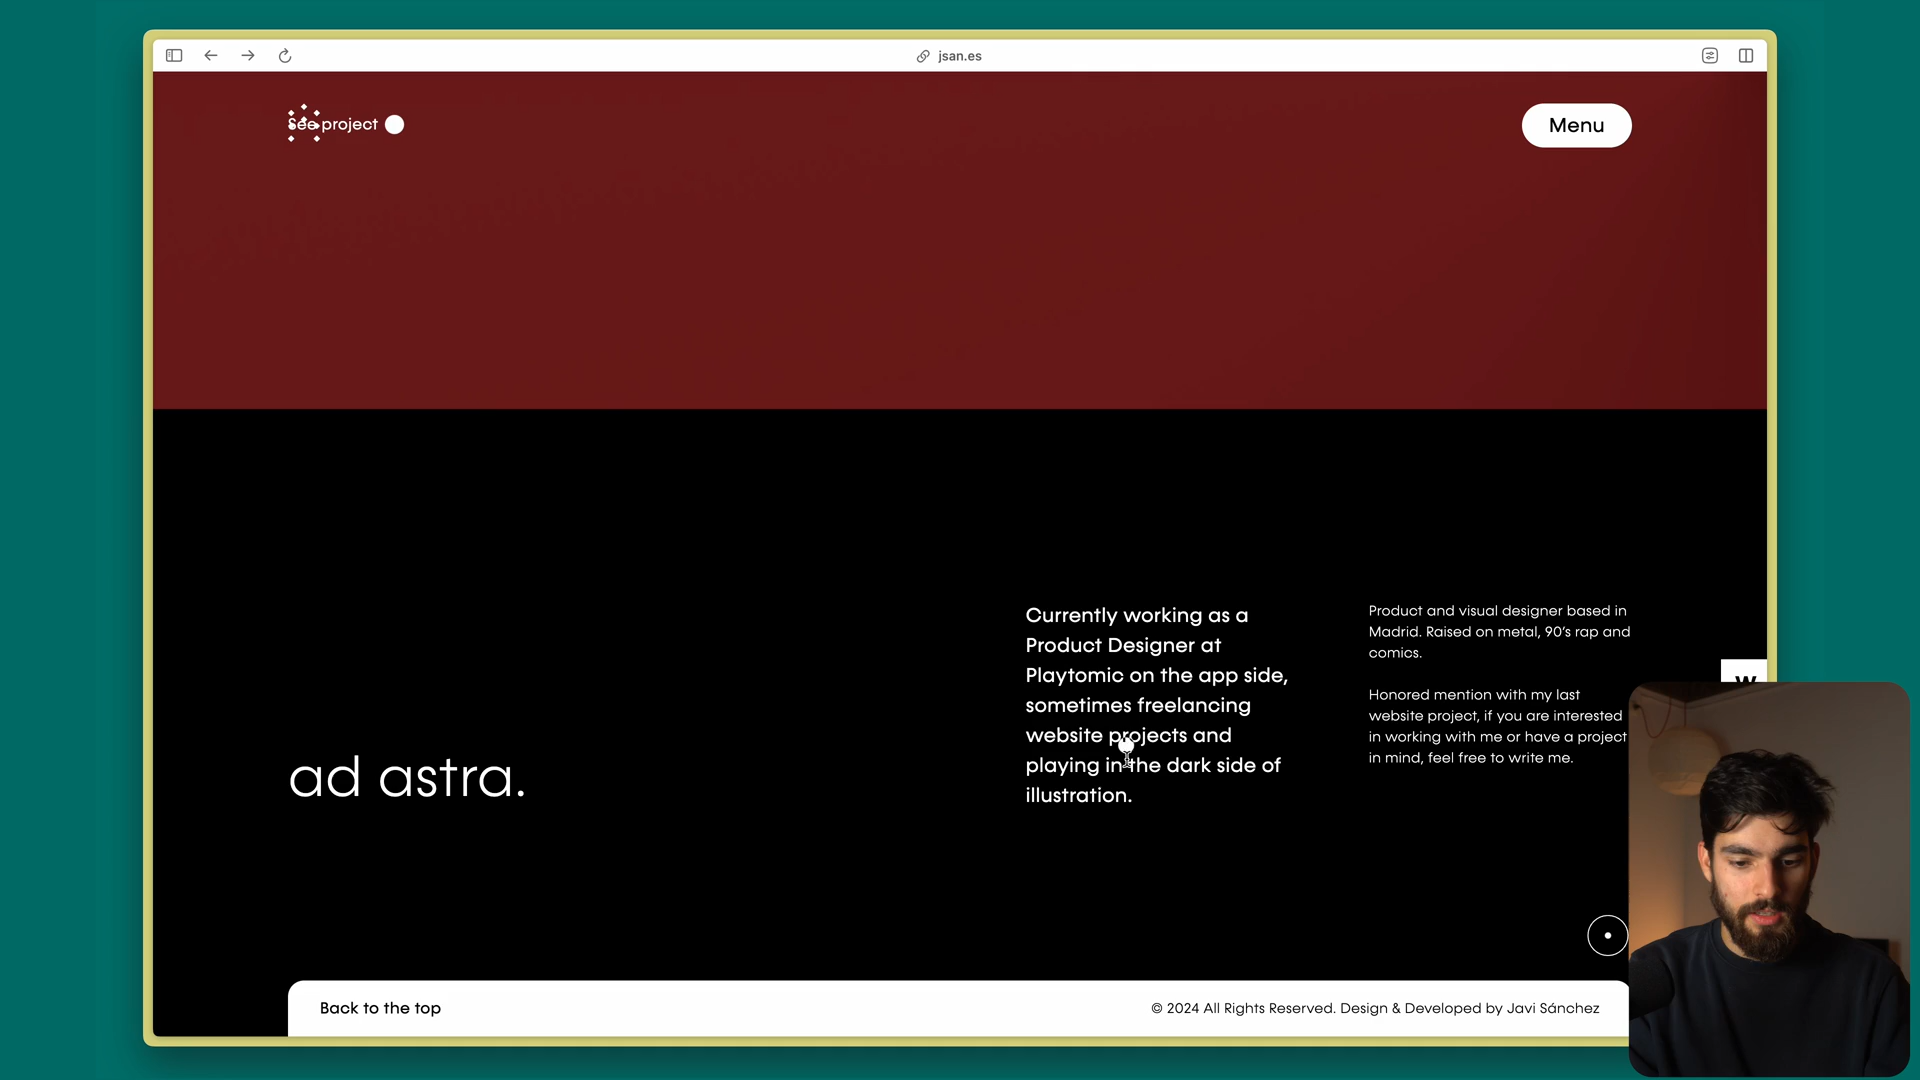 jsan.es
See project
Menu
Currently working as a
Product Designer at
Playtomic on the app side,
sometimes freelancing
website projects and
playing in the dark side of
illustration.
Product and visual designer based in
Madrid. Raised on metal, 90’s rap and
comics.
Honored mention with my last
website project, if you are interested
in working with me or have a project
in mind, feel free to write me.
W.
ad astra.
Back to the top
© 2024 All Rights Reserved. Design & Developed by Javi Sánchez